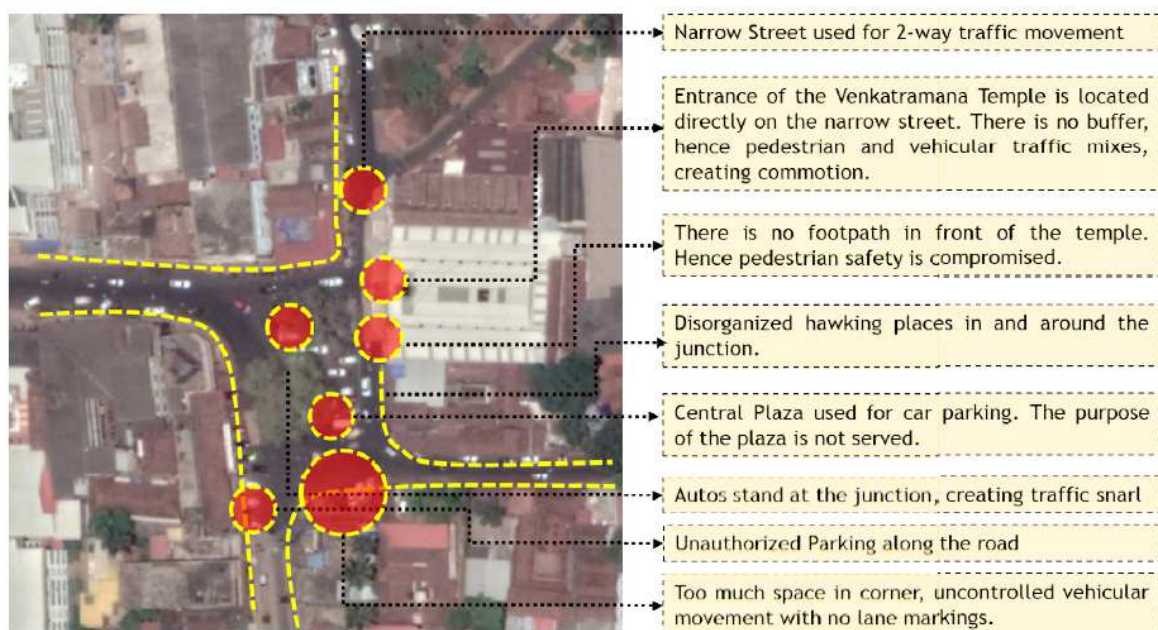 Narrow Street used for 2-way traffic movement
Entrance of the Venkatramana Temple is located
directly on the narrow street. There is no buffer,
hence pedestrian and vehicular traffic mixes,
creating commotion.
There is no footpath in front of the temple.
Hence pedestrian safety is compromised.
Disorganized hawking places in and around the
junction.
Central Plaza used for car parking. The purpose
of the plaza is not served.
Autos stand at the junction, creating traffic snarl
Unauthorized Parking along the road
Too much space in corner, uncontrolled vehicular
movement with no lane markings.